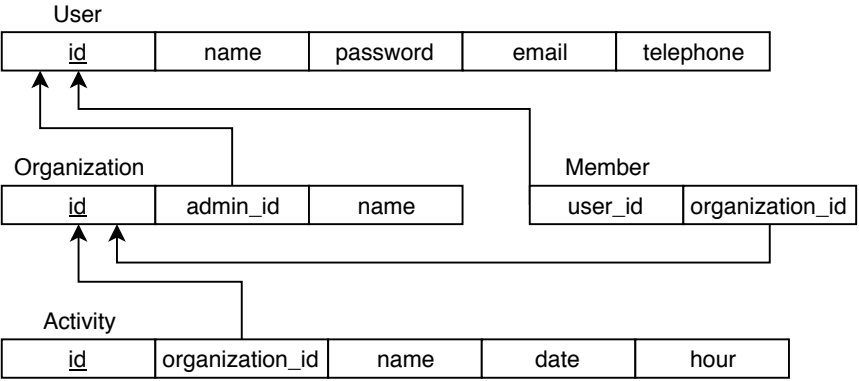 User
id name password email telephone
Organization Member
id admin_id name user_id organization_id
Activity
id organization_id name date hour